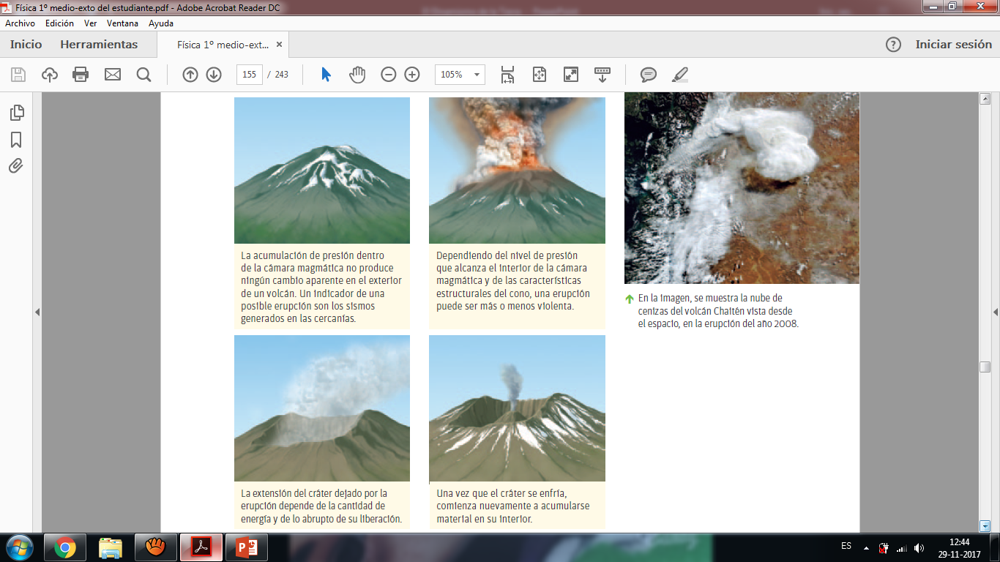 Física 1º medio-exto del estudiante.pdf - Adobe Acrobat Reader DC
Archivo Edición Ver Ventana Ayuda
Inicio Herramientas Física 1º medio-ext... × Iniciar sesión
155 / 243 105%
La acumulación de presión dentro
de la cámara magmática no produce
ningún cambio aparente en el exterior
de un volcán. Un indicador de una
posible erupción son los sismos
generados en las cercanías.
Dependiendo del nivel de presión
que alcanza el interior de la cámara
magmática y de las características
estructurales del cono, una erupción
puede ser más o menos violenta.
En la imagen, se muestra la nube de
cenizas del volcán Chaitén vista desde
el espacio, en la erupción del año 2008.
La extensión del cráter dejado por la
erupción depende de la cantidad de
energía y de lo abrupto de su liberación.
Una vez que el cráter se enfría,
comienza nuevamente a acumularse
material en su interior.
ES
12:44
29-11-2017